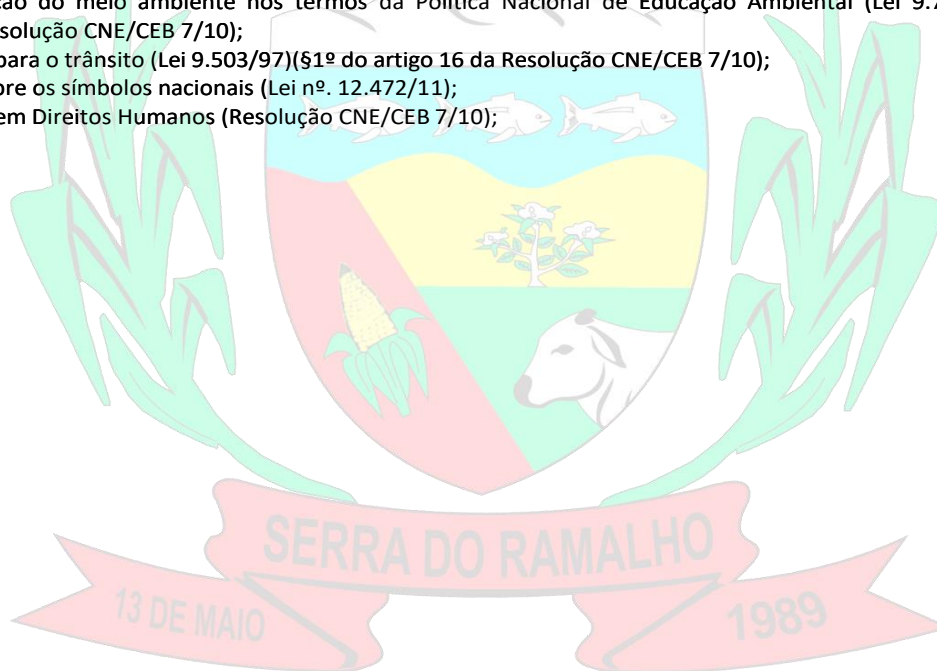 ção do meio ambiente nos termos da Política Nacional de Educação Ambiental (Lei 9.7
solução CNE/CEB 7/10);
para o trânsito (Lei 9.503/97)(§1º do artigo 16 da Resolução CNE/CEB 7/10);
bre os símbolos nacionais (Lei nº. 12.472/11);
em Direitos Humanos (Resolução CNE/CEB 7/10);
SERRA DO RAMALHO
13 DE MAIO
1989